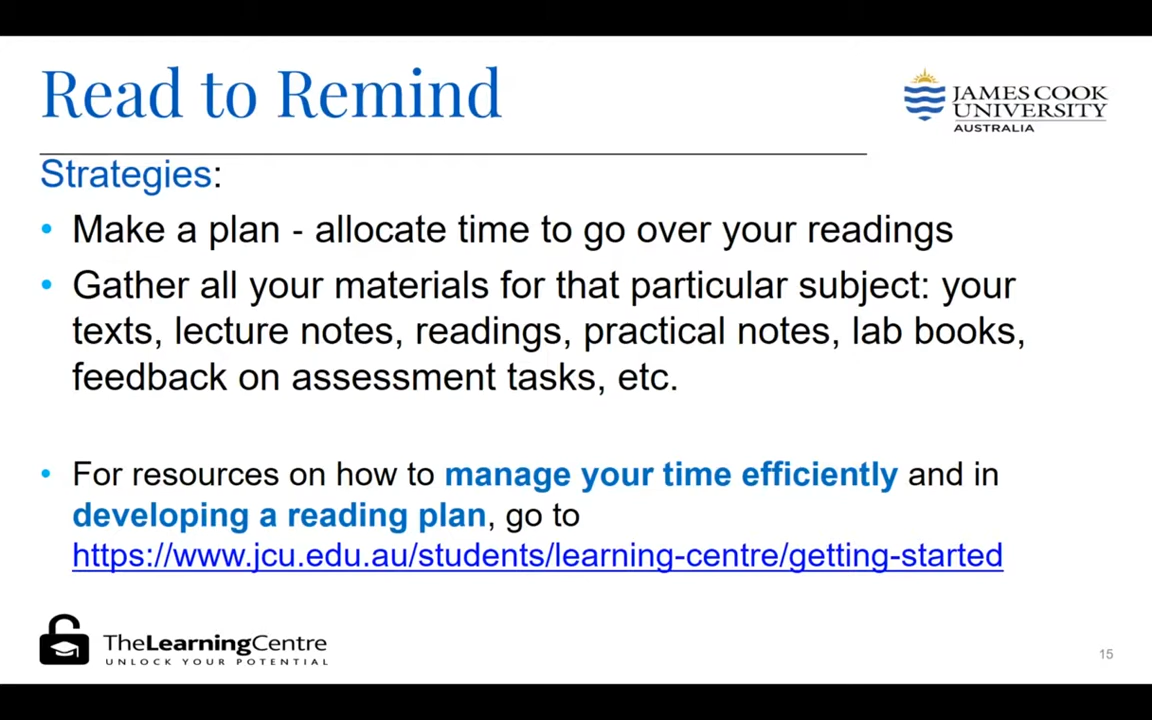 Read to Remind
JAMES COOK
UNIVERSITY
AUSTRALIA
Strategies:
• Make a plan - allocate time to go over your readings
• Gather all your materials for that particular subject: your
texts, lecture notes, readings, practical notes, lab books,
feedback on assessment tasks, etc.
• For resources on how to manage your time efficiently and in
developing a reading plan, go to
https://www.jcu.edu.au/students/learning-centre/getting-started
TheLearningCentre
UNLOCK YOUR POTENTIAL
15